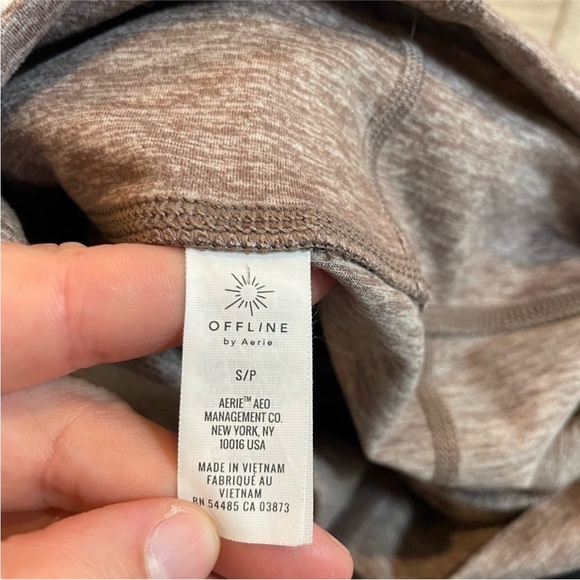 OFFLINE
by Aerie
S/P
AERIE™ AEO
MANAGEMENT CO.
NEW YORK, NY
10016 USA
MADE IN VIETNAM
FABRIQUÉ AU
VIETNAM
RN 54485 CA 03873